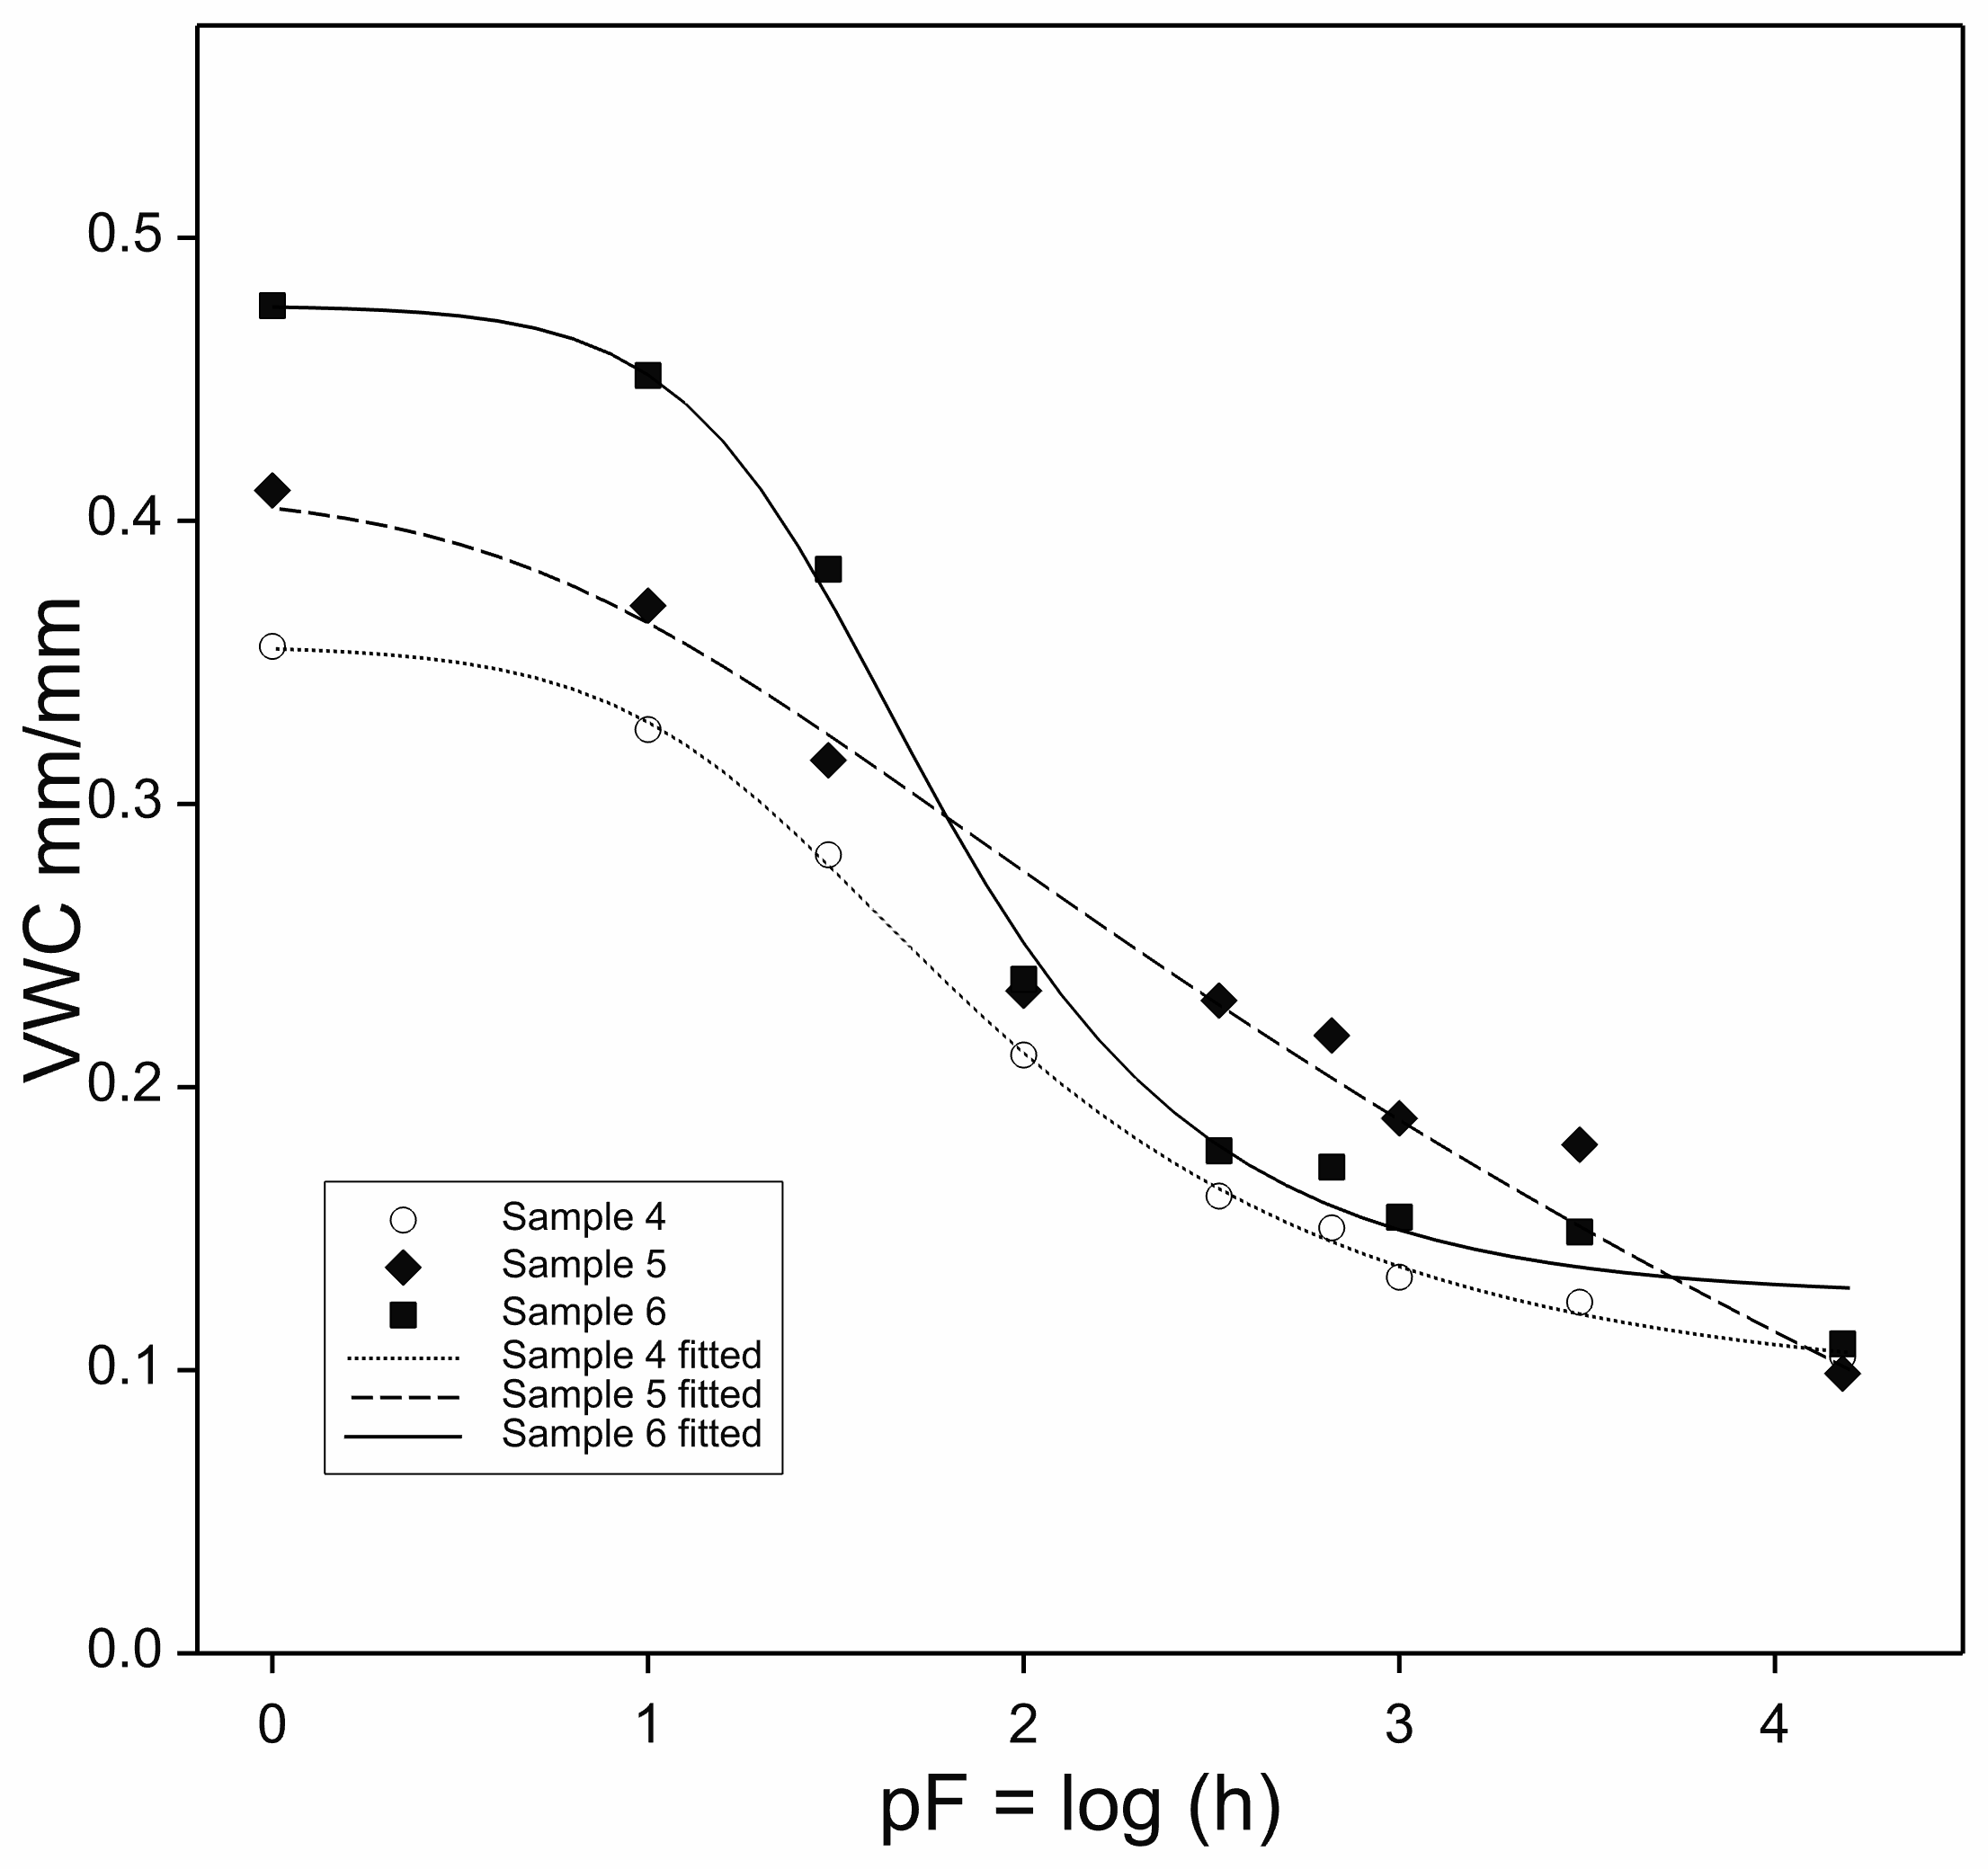 VWC mm/mm
0.5
0.4
0.3
0.2
0.1
0.0
Sample 4
Sample 5
Sample 6
Sample 4 fitted
Sample 5 fitted
Sample 6 fitted
0 1 2 3 4
pF = log (h)